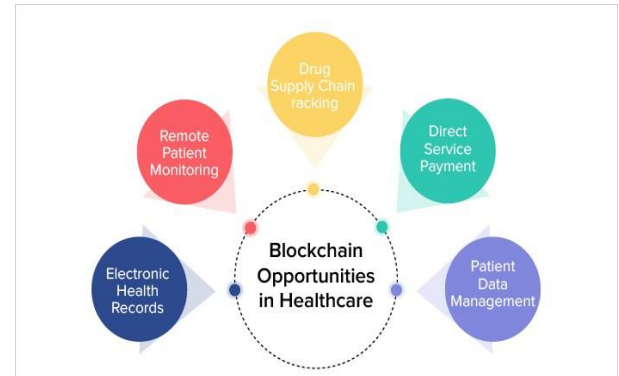 Drug
Supply Chain
racking
Remote
Patient
Monitoring
Direct
Service
Payment
Electronic
Health
Records
Blockchain
Opportunities
in Healthcare
Patient
Data
Management